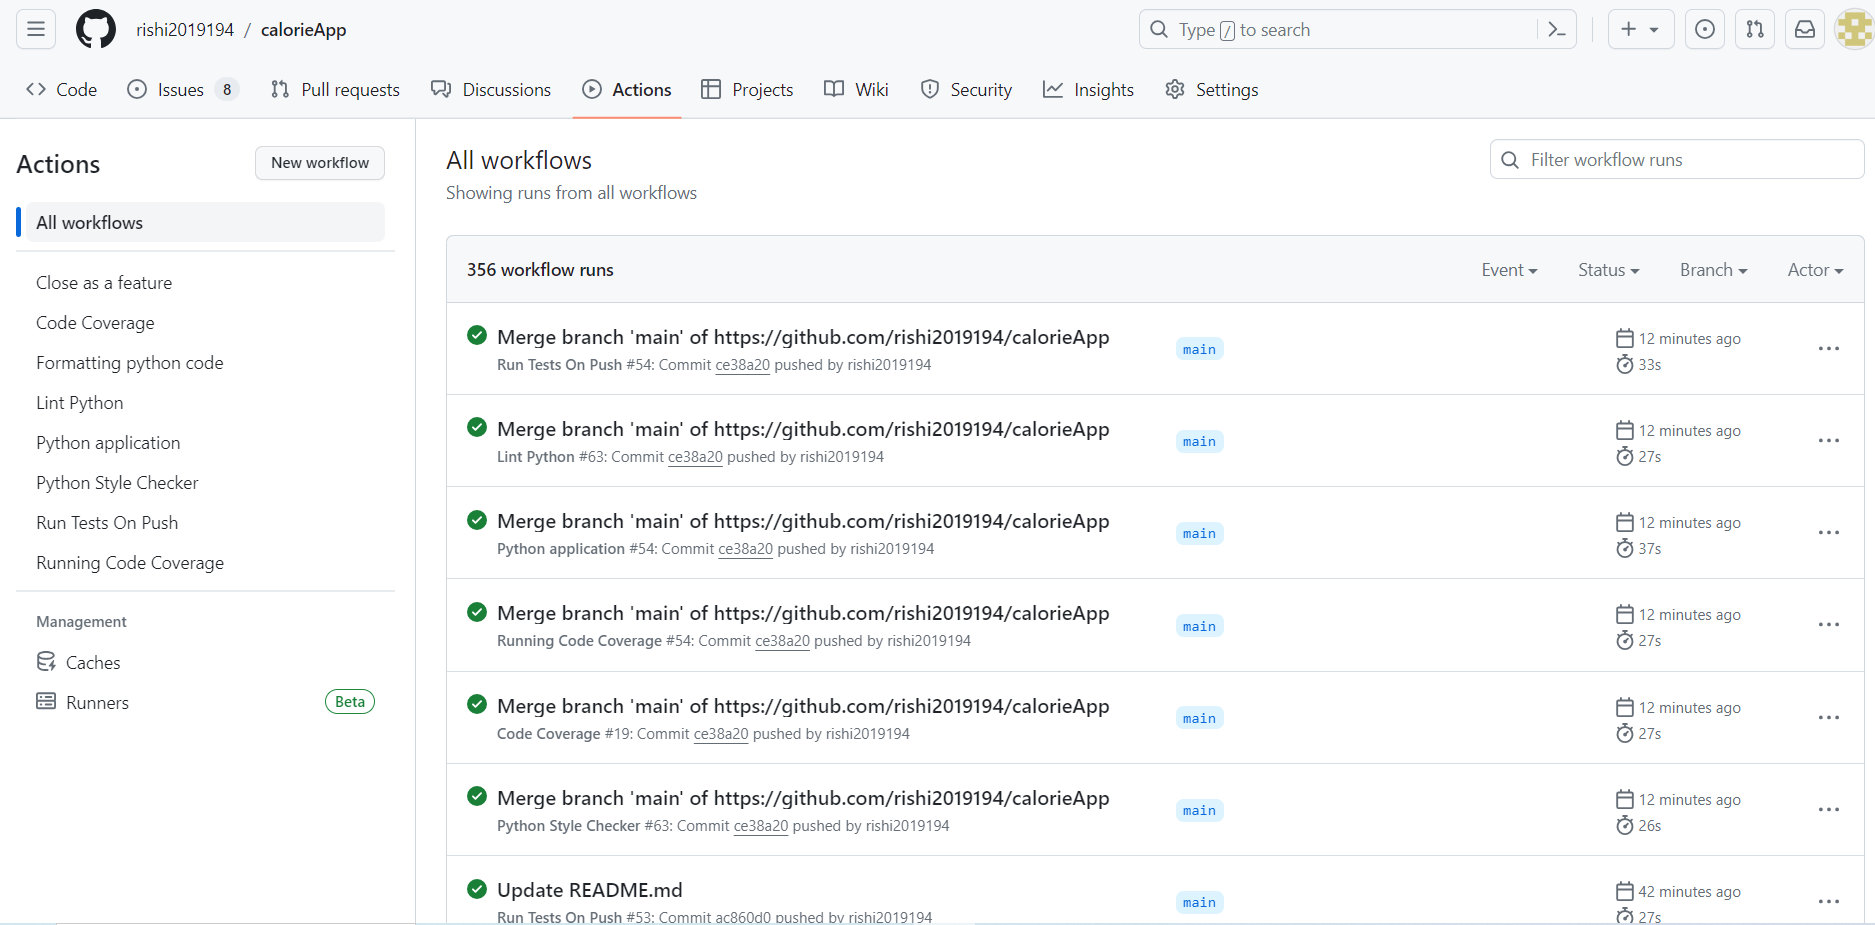 rishi2019194 / calorieApp
Type / to search
Code
Issues 8
Pull requests
Discussions
Actions
Projects
Wiki
Security
Insights
Settings
Actions
New workflow
All workflows
Close as a feature
Code Coverage
Formatting python code
Lint Python
Python application
Python Style Checker
Run Tests On Push
Running Code Coverage
Management
Caches
Runners Beta
All workflows
Showing runs from all workflows
Filter workflow runs
356 workflow runs
Event
Status
Branch
Actor
Merge branch 'main' of https://github.com/rishi2019194/calorieApp
Run Tests On Push #54: Commit ce38a20 pushed by rishi2019194
main
12 minutes ago
33s
Merge branch 'main' of https://github.com/rishi2019194/calorieApp
Lint Python #63: Commit ce38a20 pushed by rishi2019194
main
12 minutes ago
27s
Merge branch 'main' of https://github.com/rishi2019194/calorieApp
Python application #54: Commit ce38a20 pushed by rishi2019194
main
12 minutes ago
37s
Merge branch 'main' of https://github.com/rishi2019194/calorieApp
Running Code Coverage #54: Commit ce38a20 pushed by rishi2019194
main
12 minutes ago
27s
Merge branch 'main' of https://github.com/rishi2019194/calorieApp
Code Coverage #19: Commit ce38a20 pushed by rishi2019194
main
12 minutes ago
27s
Merge branch 'main' of https://github.com/rishi2019194/calorieApp
Python Style Checker #63: Commit ce38a20 pushed by rishi2019194
main
12 minutes ago
26s
Update README.md
Run Tests On Push #53: Commit ac860d0 pushed by rishi2019194
main
42 minutes ago
27s